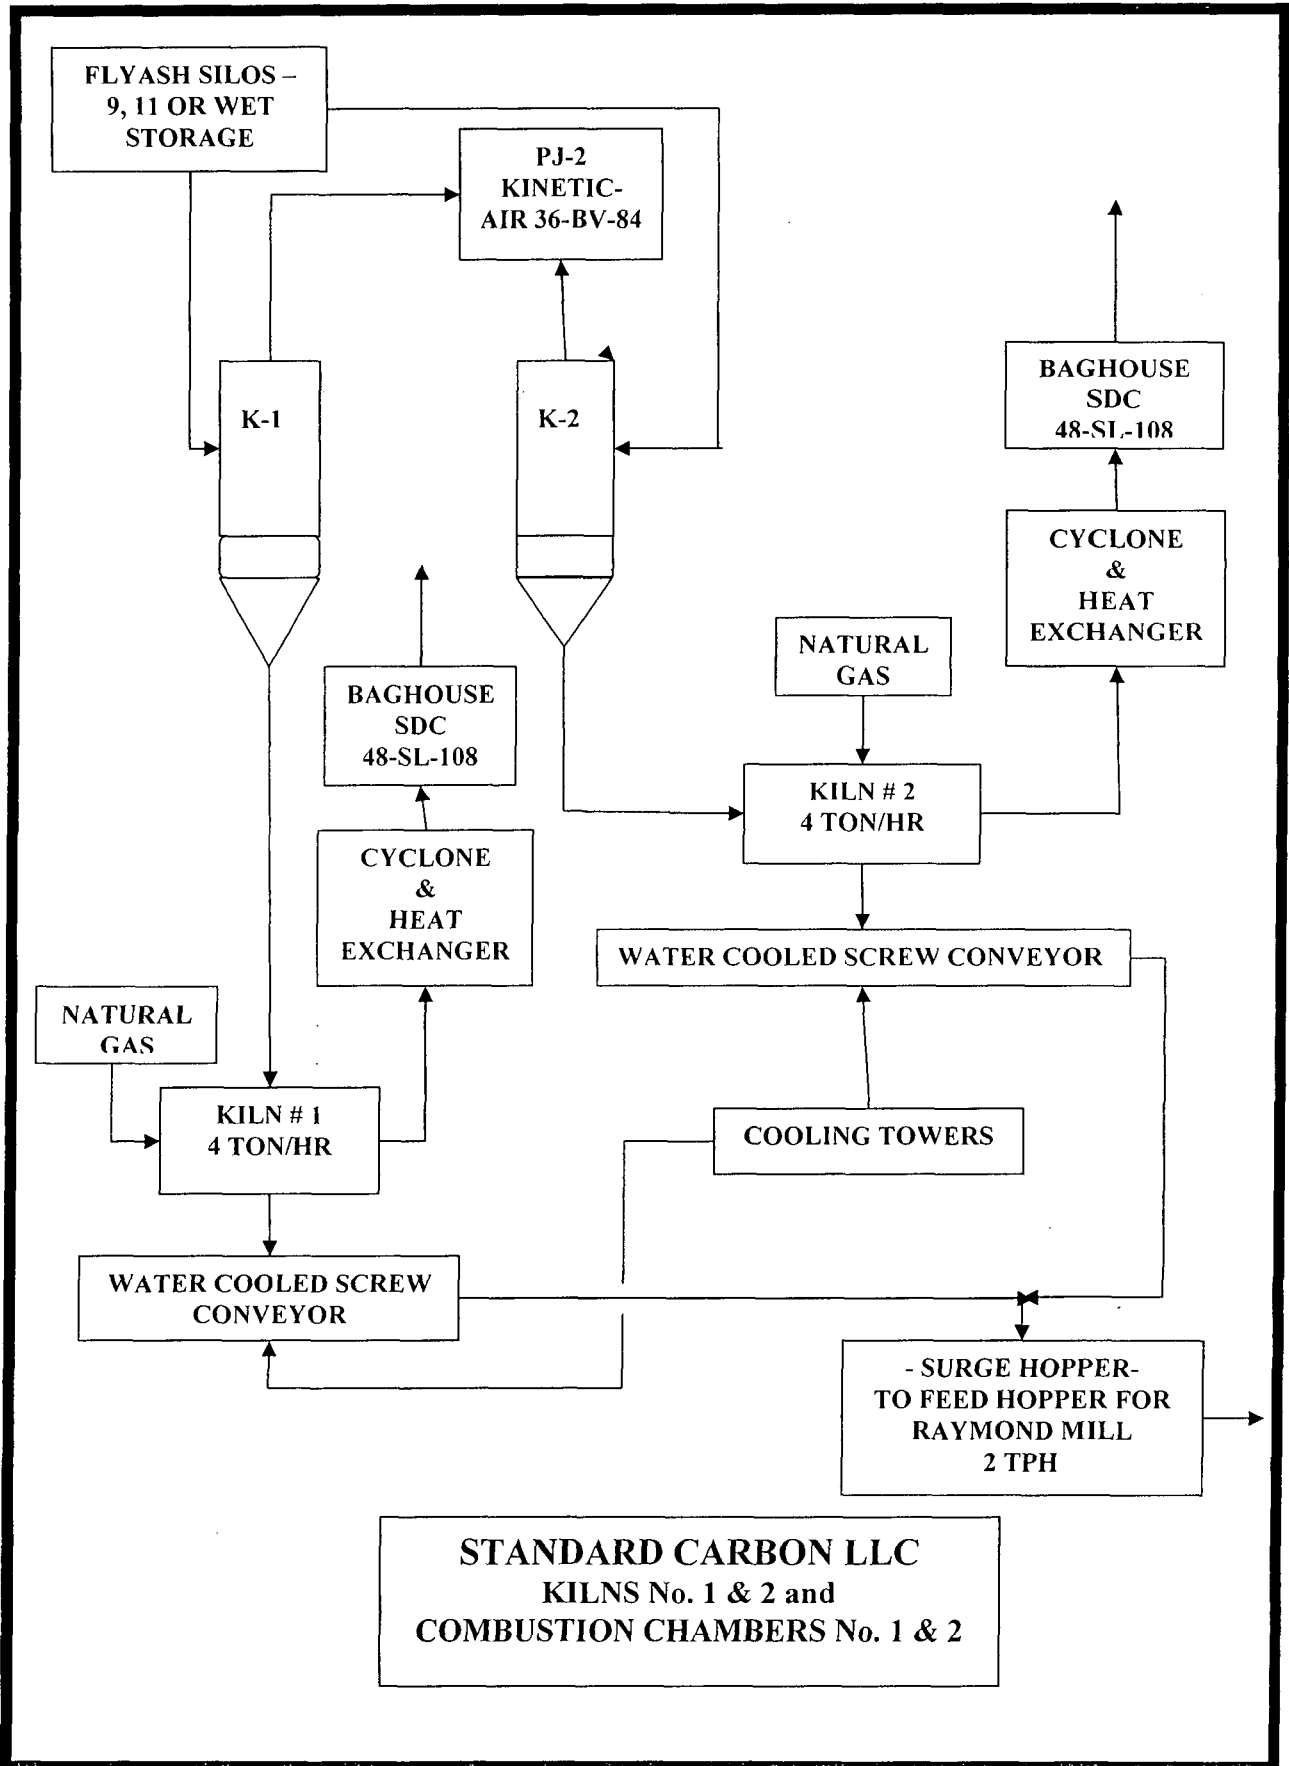 FLYASH SILOS –
9, 11 OR WET
STORAGE
PJ-2
KINETIC-
AIR 36-BV-84
K-1
K-2
BAGHOUSE
SDC
48-SL-108
CYCLONE
&
HEAT
EXCHANGER
NATURAL
GAS
BAGHOUSE
SDC
48-SL-108
KILN # 2
4 TON/HR
CYCLONE
&
HEAT
EXCHANGER
WATER COOLED SCREW CONVEYOR
NATURAL
GAS
KILN # 1
4 TON/HR
COOLING TOWERS
WATER COOLED SCREW
CONVEYOR
- SURGE HOPPER-
TO FEED HOPPER FOR
RAYMOND MILL
2 TPH
STANDARD CARBON LLC
KILNS No. 1 & 2 and
COMBUSTION CHAMBERS No. 1 & 2